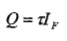 Q = τI_F